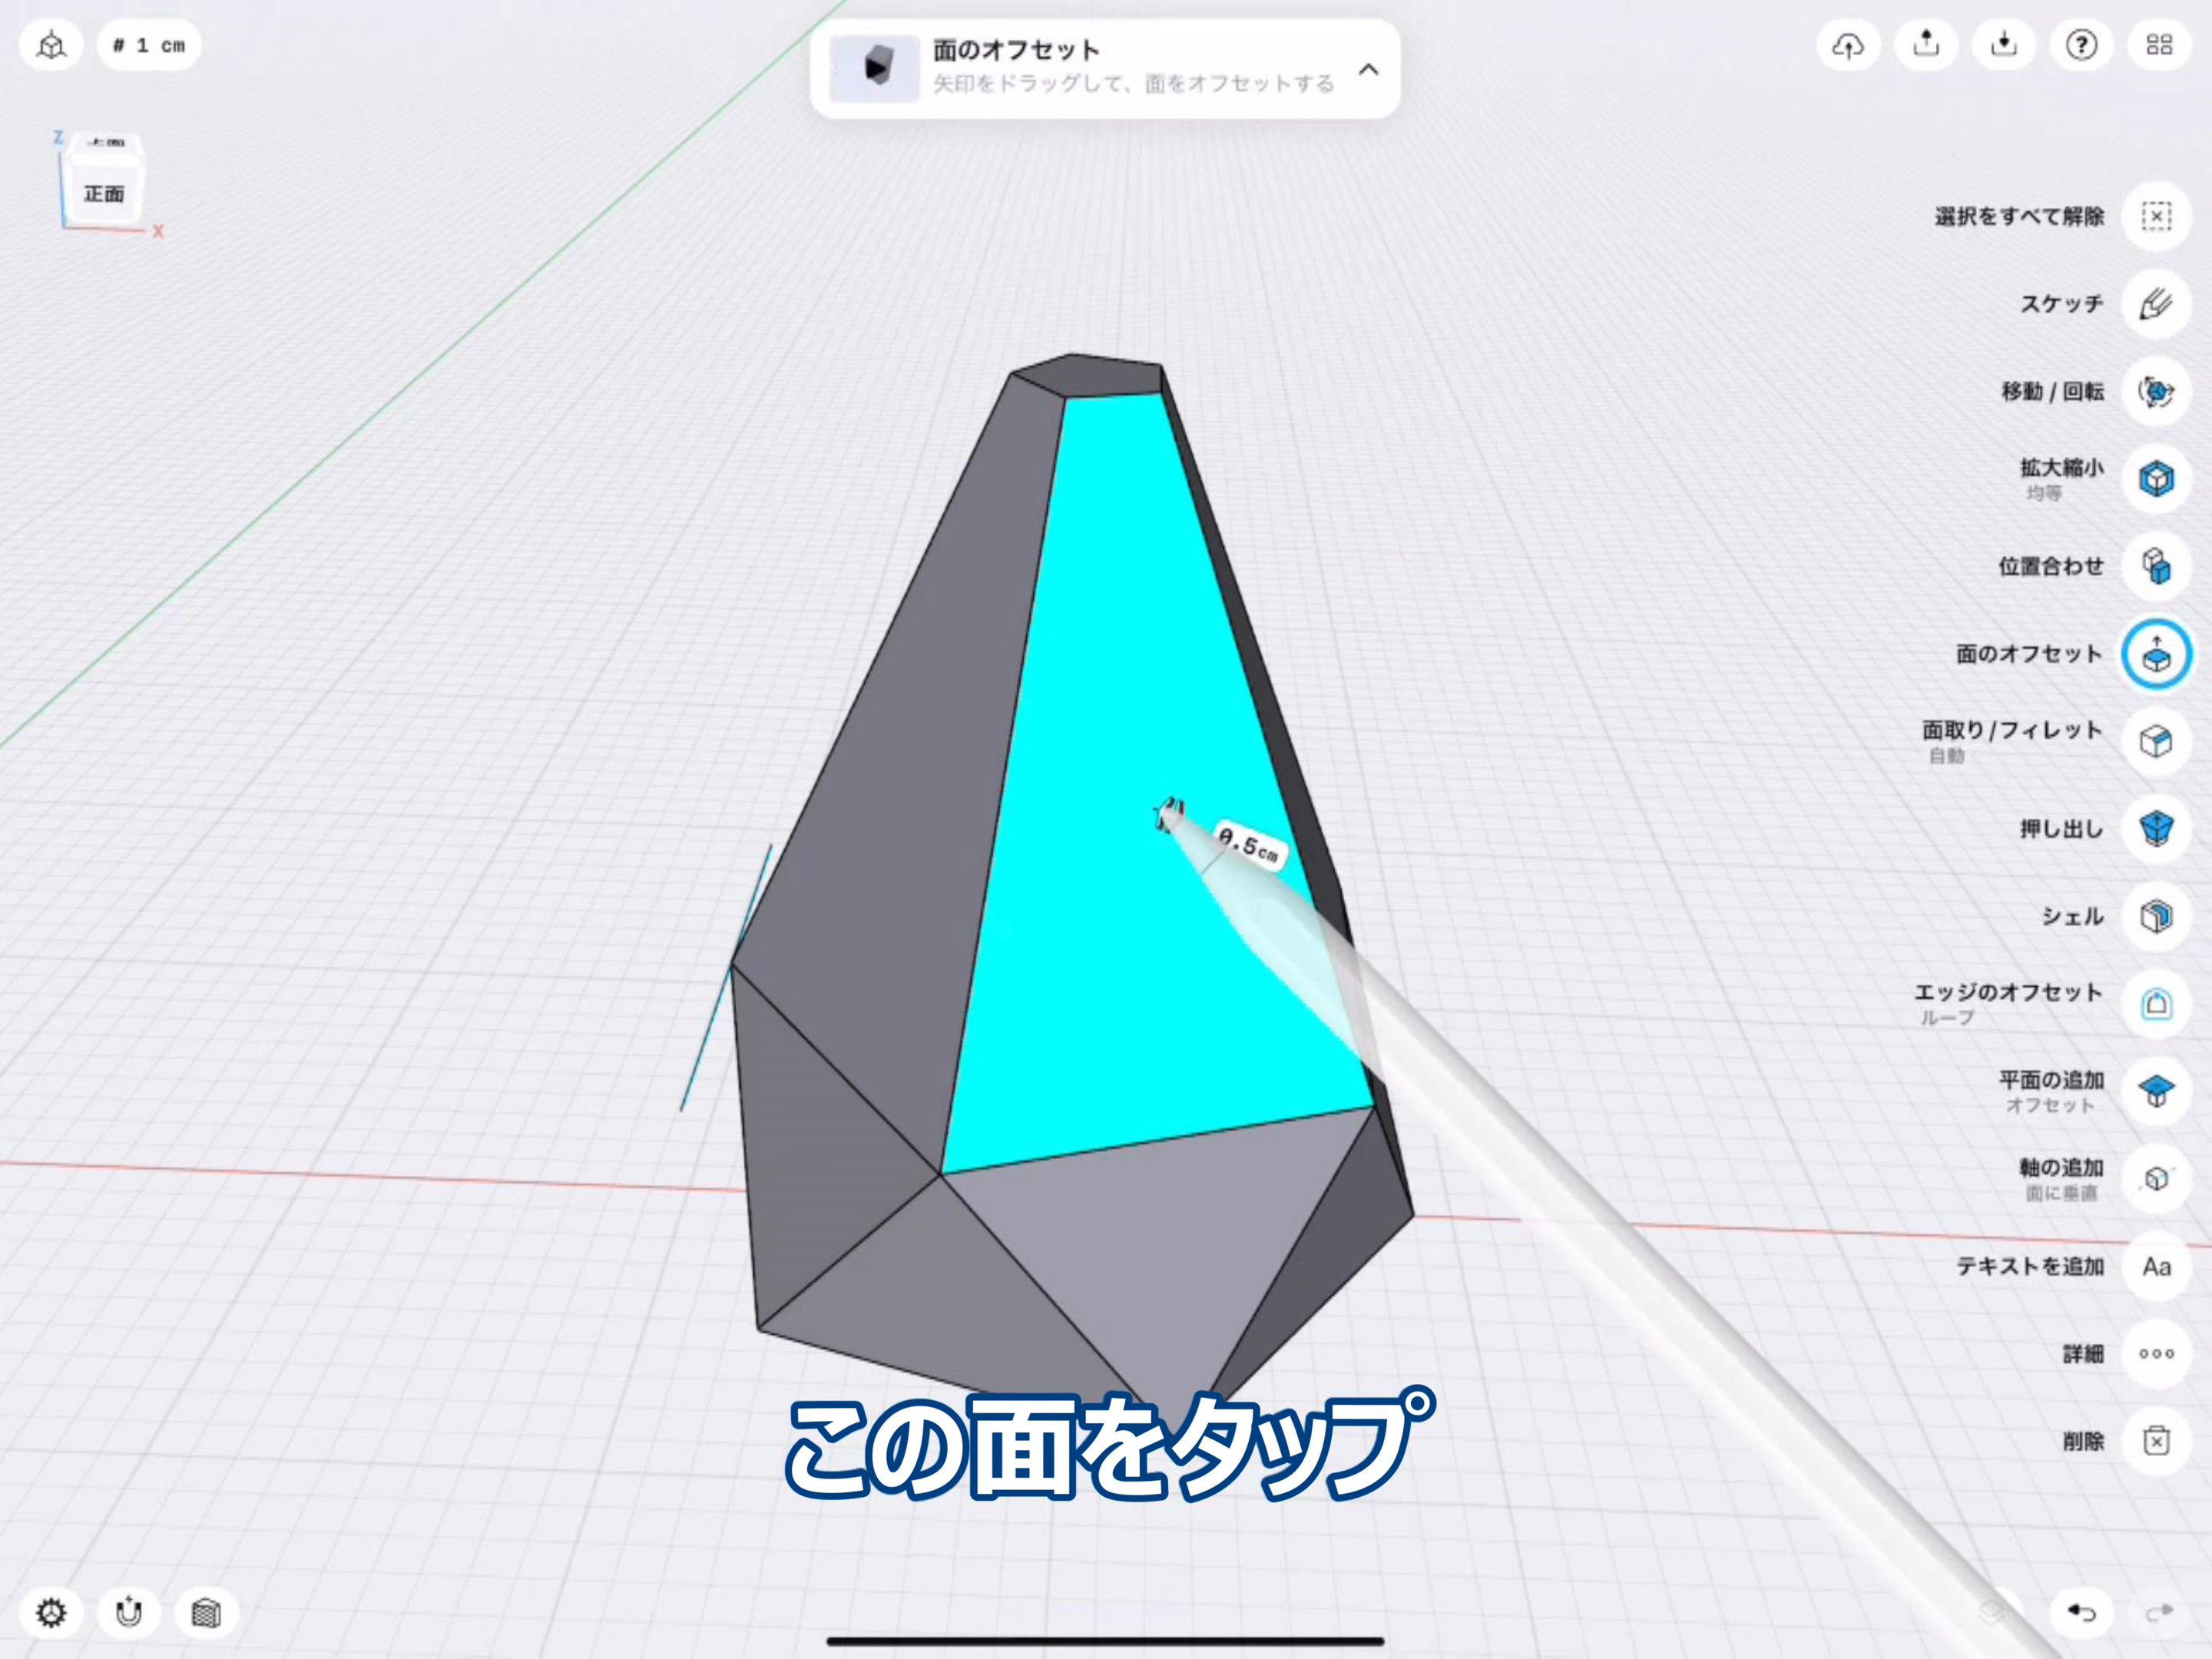 # 1 cm
面のオフセット
矢印をドラッグして、面をオフセットする
Z
上面
正面
X
選択をすべて解除
スケッチ
移動 / 回転
拡大縮小
均等
位置合わせ
面のオフセット
面取り / フィレット
自動
0.5cm
押し出し
シェル
エッジのオフセット
ループ
平面の追加
オフセット
軸の追加
面に垂直
テキストを追加
Aa
詳細
削除
この面をタップ